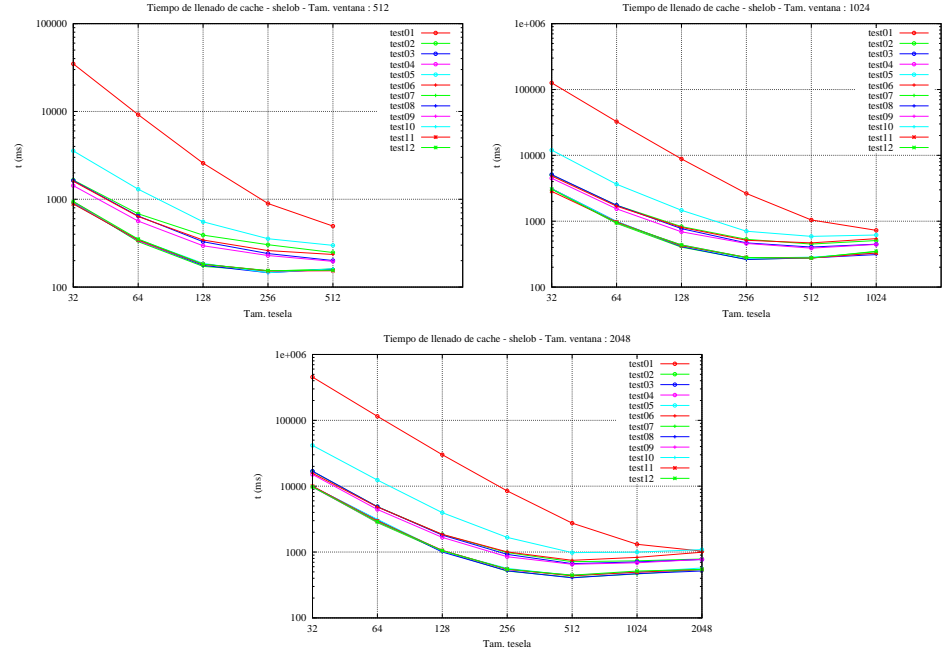 Tiempo de llenado de cache - shelob - Tam. ventana : 512
100000
10000
1000
100
t (ms)
32 64 128 256 512
Tam. tesela
test01
test02
test03
test04
test05
test06
test07
test08
test09
test10
test11
test12
Tiempo de llenado de cache - shelob - Tam. ventana : 1024
1e+006
100000
10000
1000
100
t (ms)
32 64 128 256 512 1024
Tam. tesela
test01
test02
test03
test04
test05
test06
test07
test08
test09
test10
test11
test12
Tiempo de llenado de cache - shelob - Tam. ventana : 2048
1e+006
100000
10000
1000
100
t (ms)
32 64 128 256 512 1024 2048
Tam. tesela
test01
test02
test03
test04
test05
test06
test07
test08
test09
test10
test11
test12